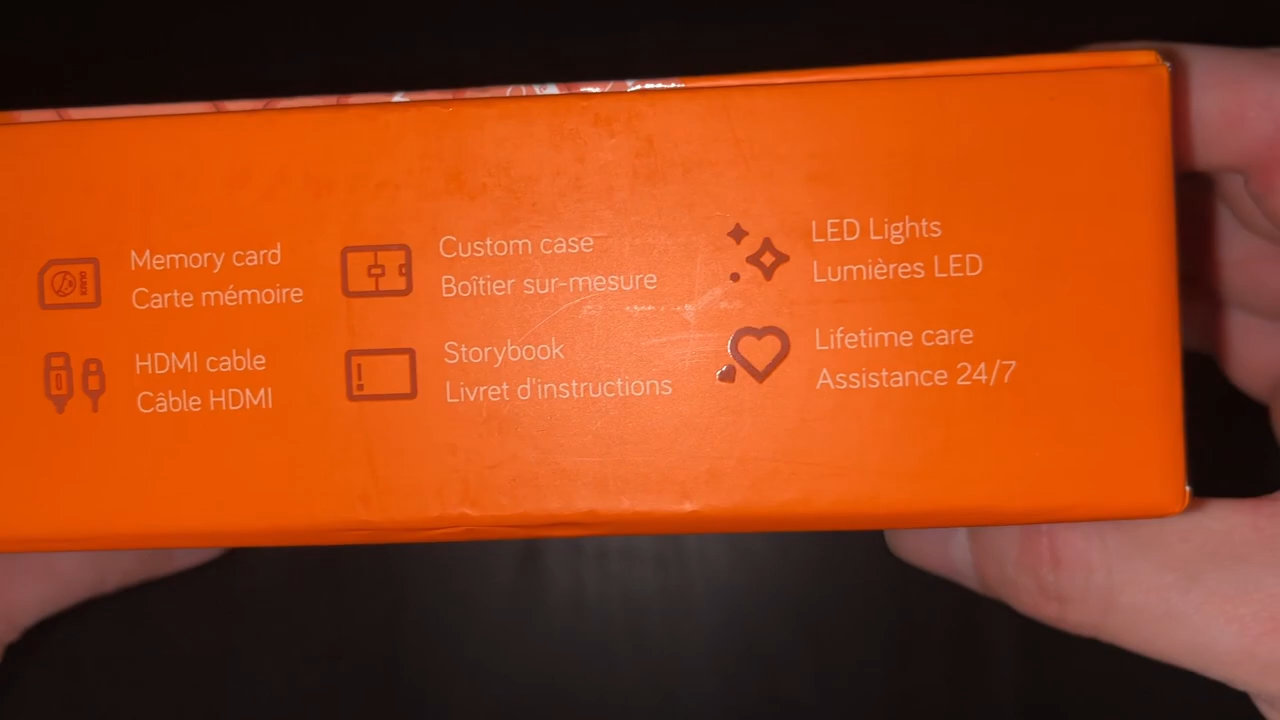 Memory card
Carte mémoire
HDMI cable
Câble HDMI
Custom case
Boîtier sur-mesure
Storybook
Livret d'instructions
LED Lights
Lumières LED
Lifetime care
Assistance 24/7